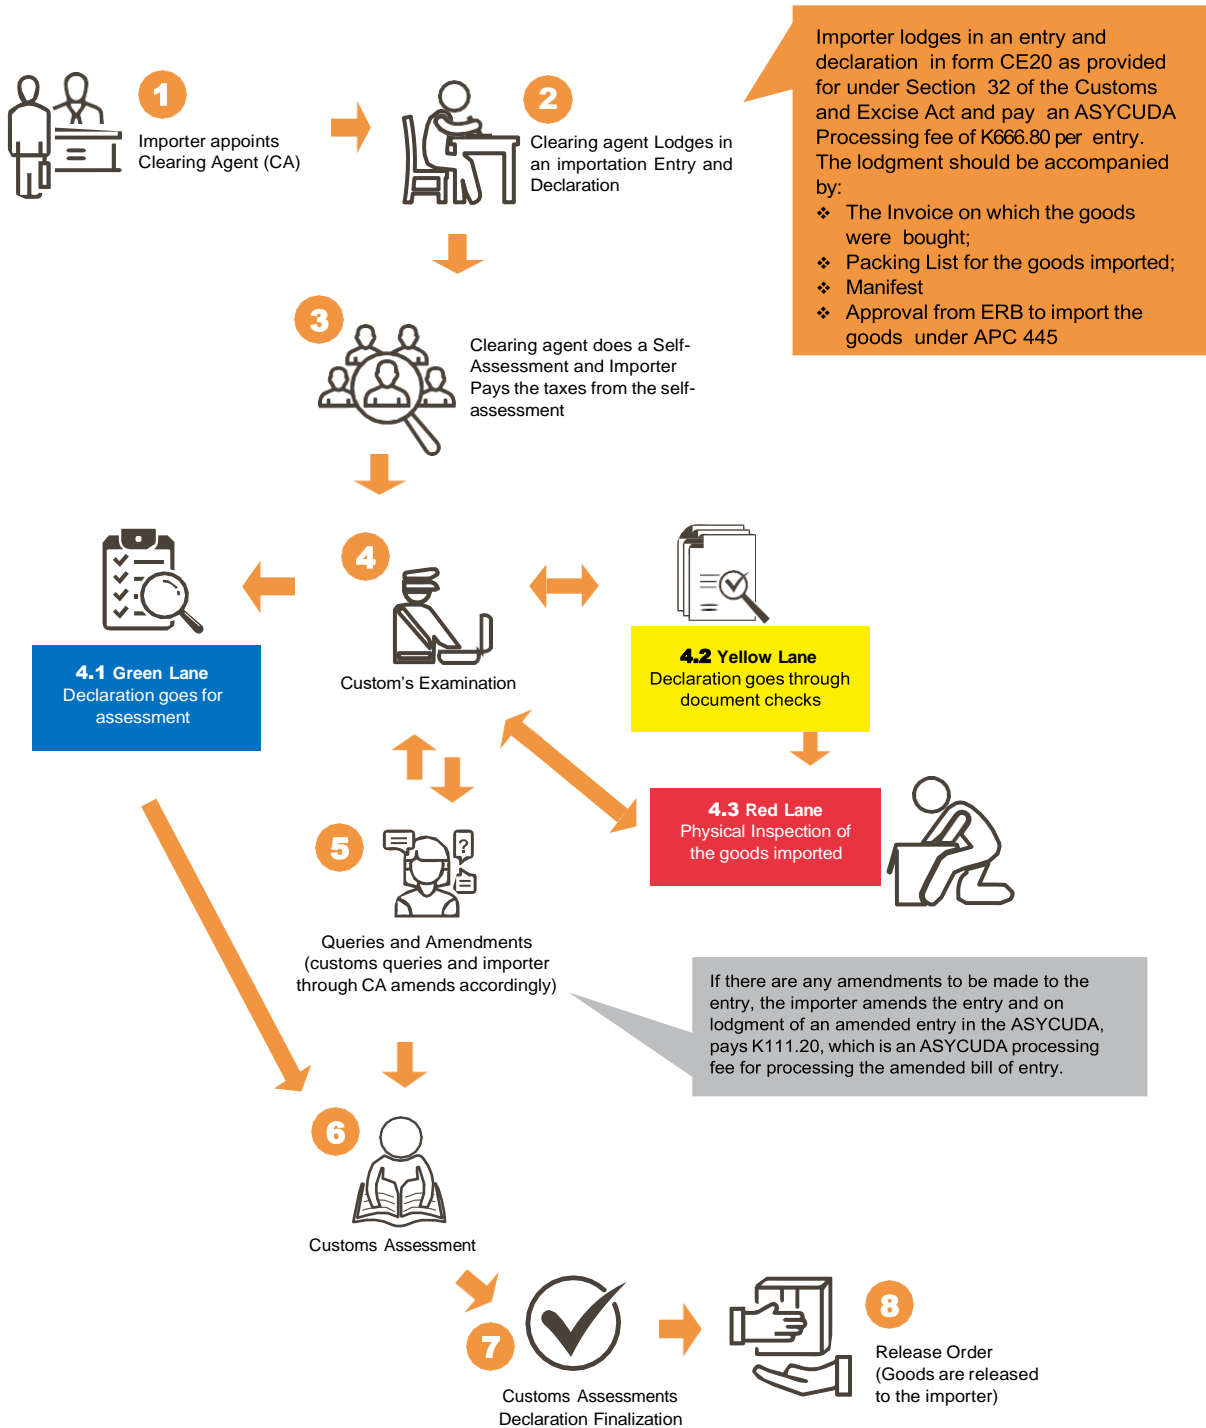 1
Importer appoints
Clearing Agent (CA)
2
Clearing agent Lodges in
an importation Entry and
Declaration
Importer lodges in an entry and
declaration in form CE20 as provided
for under Section 32 of the Customs
and Excise Act and pay an ASYCUDA
Processing fee of K666.80 per entry.
The lodgment should be accompanied
by:
❖ The Invoice on which the goods
were bought;
❖ Packing List for the goods imported;
❖ Manifest
❖ Approval from ERB to import the
goods under APC 445
3
Clearing agent does a Self-
Assessment and Importer
Pays the taxes from the self-
assessment
4
Custom's Examination
4.1 Green Lane
Declaration goes for
assessment
4.2 Yellow Lane
Declaration goes through
document checks
4.3 Red Lane
Physical Inspection of
the goods imported
5
?
Queries and Amendments
(customs queries and importer
through CA amends accordingly)
If there are any amendments to be made to the
entry, the importer amends the entry and on
lodgment of an amended entry in the ASYCUDA,
pays K111.20, which is an ASYCUDA processing
fee for processing the amended bill of entry.
6
Customs Assessment
7
Customs Assessments
Declaration Finalization
8
Release Order
(Goods are released
to the importer)